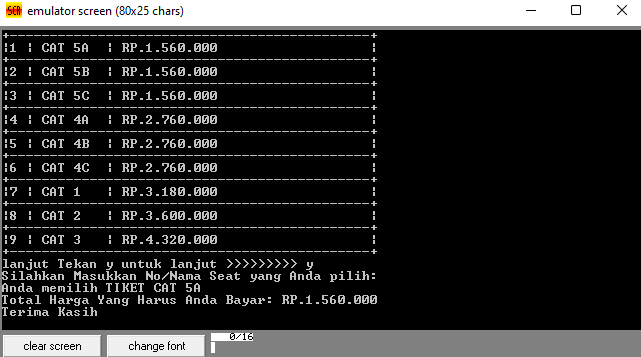 SCR emulator screen (80x25 chars)
+---------------------------------------------+
¦1 ¦ CAT 5A ¦ RP.1.560.000 ¦
+---------------------------------------------+
¦2 ¦ CAT 5B ¦ RP.1.560.000 ¦
+---------------------------------------------+
¦3 ¦ CAT 5C ¦ RP.1.560.000 ¦
+---------------------------------------------+
¦4 ¦ CAT 4A ¦ RP.2.760.000 ¦
+---------------------------------------------+
¦5 ¦ CAT 4B ¦ RP.2.760.000 ¦
+---------------------------------------------+
¦6 ¦ CAT 4C ¦ RP.2.760.000 ¦
+---------------------------------------------+
¦7 ¦ CAT 1 ¦ RP.3.180.000 ¦
+---------------------------------------------+
¦8 ¦ CAT 2 ¦ RP.3.600.000 ¦
+---------------------------------------------+
¦9 ¦ CAT 3 ¦ RP.4.320.000 ¦
+---------------------------------------------+
lanjut Tekan y untuk lanjut >>>>>>>>> y
Silahkan Masukkan No/Nama Seat yang Anda pilih:
Anda memilih TIKET CAT 5A
Total Harga Yang Harus Anda Bayar: RP.1.560.000
Terima Kasih
clear screen change font 0/16